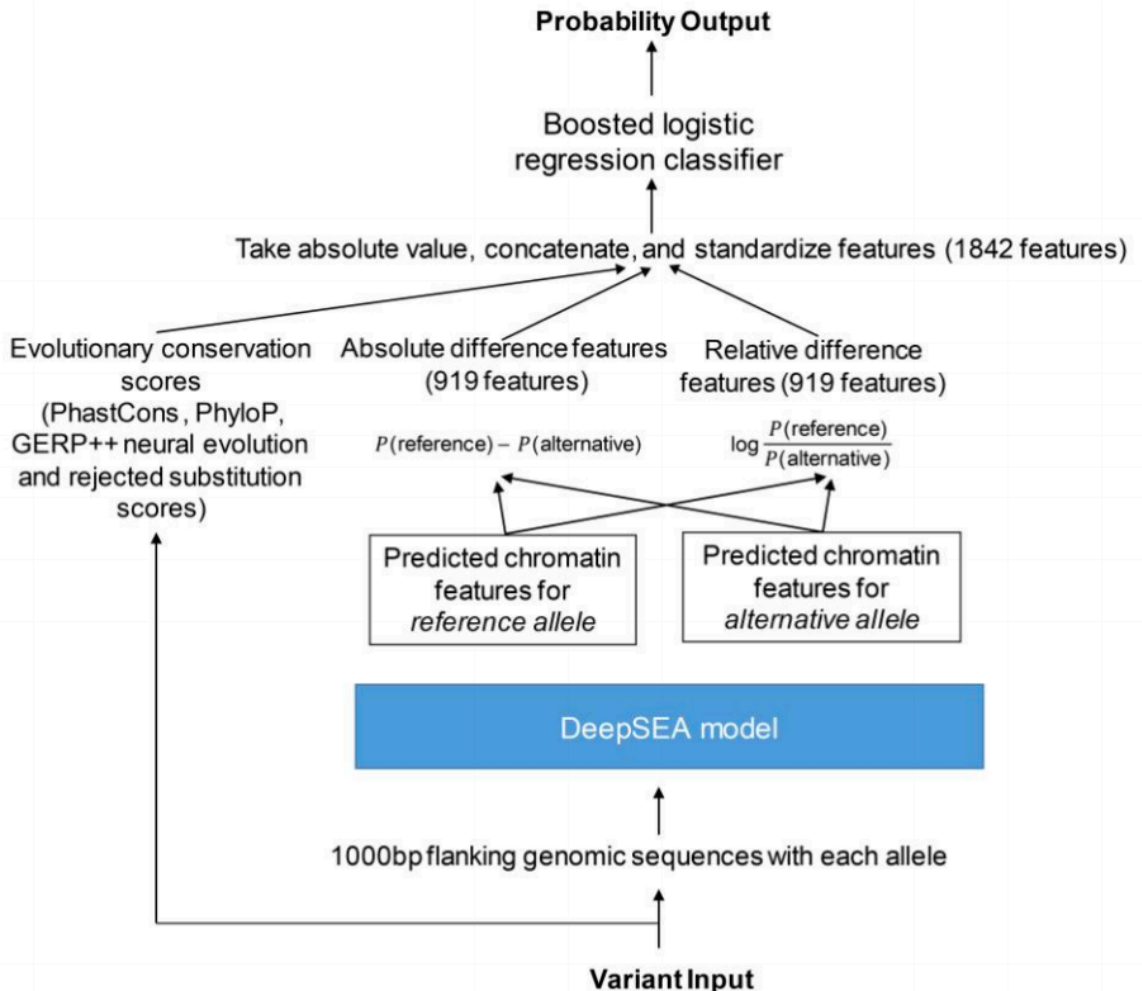 Probability Output
Boosted logistic
regression classifier
Take absolute value, concatenate, and standardize features (1842 features)
Evolutionary conservation
scores
(PhastCons , PhyloP,
GERP++ neural evolution
and rejected substitution
scores)
Absolute difference features
(919 features)
P(reference) − P(alternative)
Relative difference
features (919 features)
log P(reference)
P(alternative)
Predicted chromatin
features for
reference allele
Predicted chromatin
features for
alternative allele
DeepSEA model
1000bp flanking genomic sequences with each allele
Variant Input